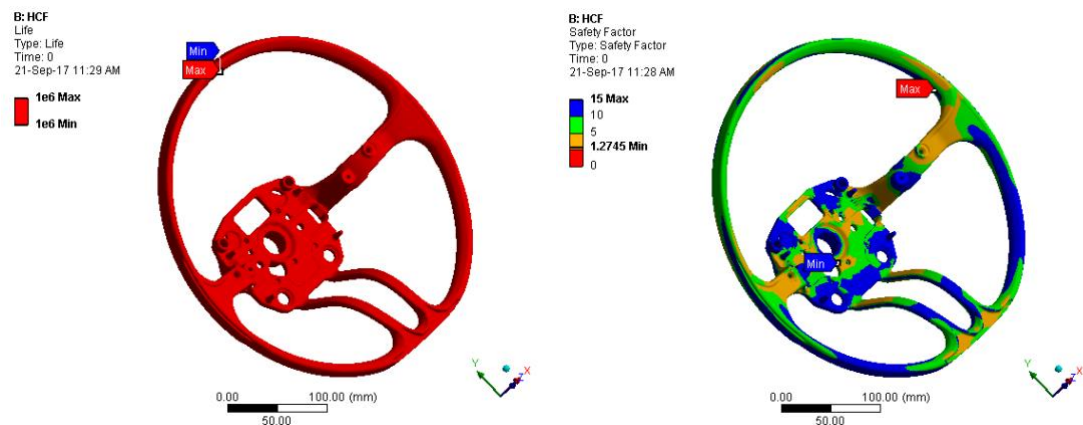 B: HCF
Life
Type: Life
Time: 0
21-Sep-17 11:29 AM
1e6 Max
1e6 Min
Min
Max
Y
X
Z
0.00 100.00 (mm)
50.00
B: HCF
Safety Factor
Type: Safety Factor
Time: 0
21-Sep-17 11:28 AM
15 Max
10
5
1.2745 Min
0
Max
Min
Y
X
Z
0.00 100.00 (mm)
50.00